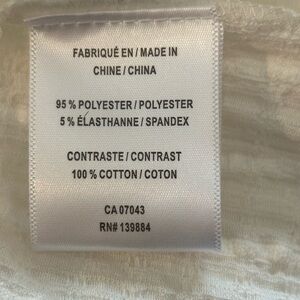 FABRIQUÉ EN / MADE IN
CHINE / CHINA
95 % POLYESTER / POLYESTER
5 % ÉLASTHANNE / SPANDEX
CONTRASTE / CONTRAST
100 % COTTON / COTON
CA 07043
RN# 139884